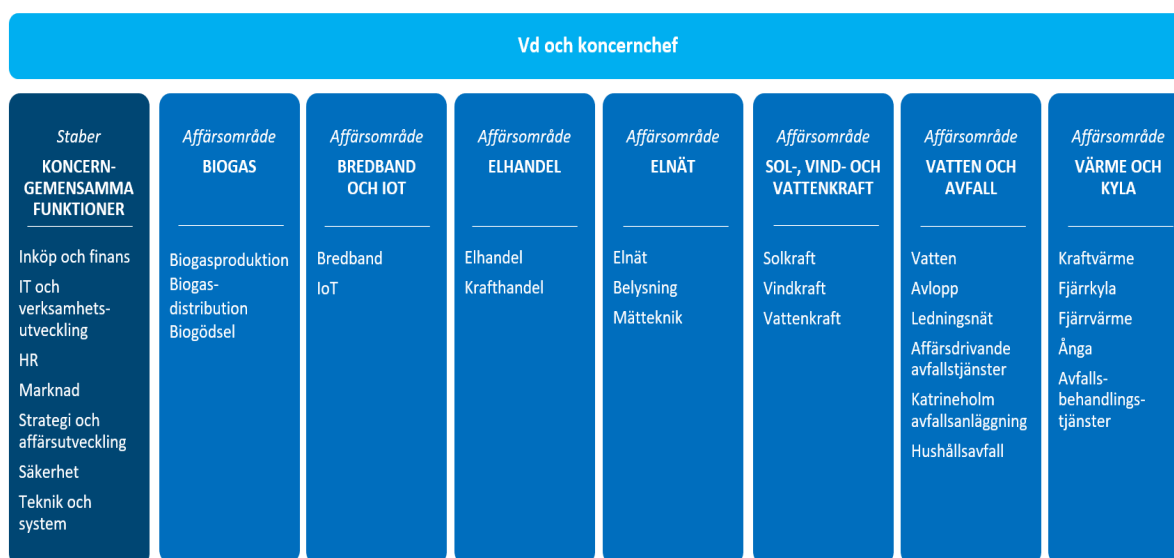 Vd och koncernchef
Staber
KONCERN-
GEMENSAMMA
FUNKTIONER
Inköp och finans
IT och
verksamhets-
utveckling
HR
Marknad
Strategi och
affärsutveckling
Säkerhet
Teknik och
system
Affärsområde
BIOGAS
Biogasproduktion
Biogas-
distribution
Biogödsel
Affärsområde
BREDBAND
OCH IOT
Bredband
IoT
Affärsområde
ELHANDEL
Elhandel
Krafthandel
Affärsområde
ELNÄT
Elnät
Belysning
Mätteknik
Affärsområde
SOL-, VIND- OCH
VATTENKRAFT
Solkraft
Vindkraft
Vattenkraft
Affärsområde
VATTEN OCH
AVFALL
Vatten
Avlopp
Ledningsnät
Affärsdrivande
avfallstjänster
Katrineholm
avfallsanläggning
Hushållsavfall
Affärsområde
VÄRME OCH
KYLA
Kraftvärme
Fjärrkyla
Fjärrvärme
Ånga
Avfalls-
behandlings-
tjänster